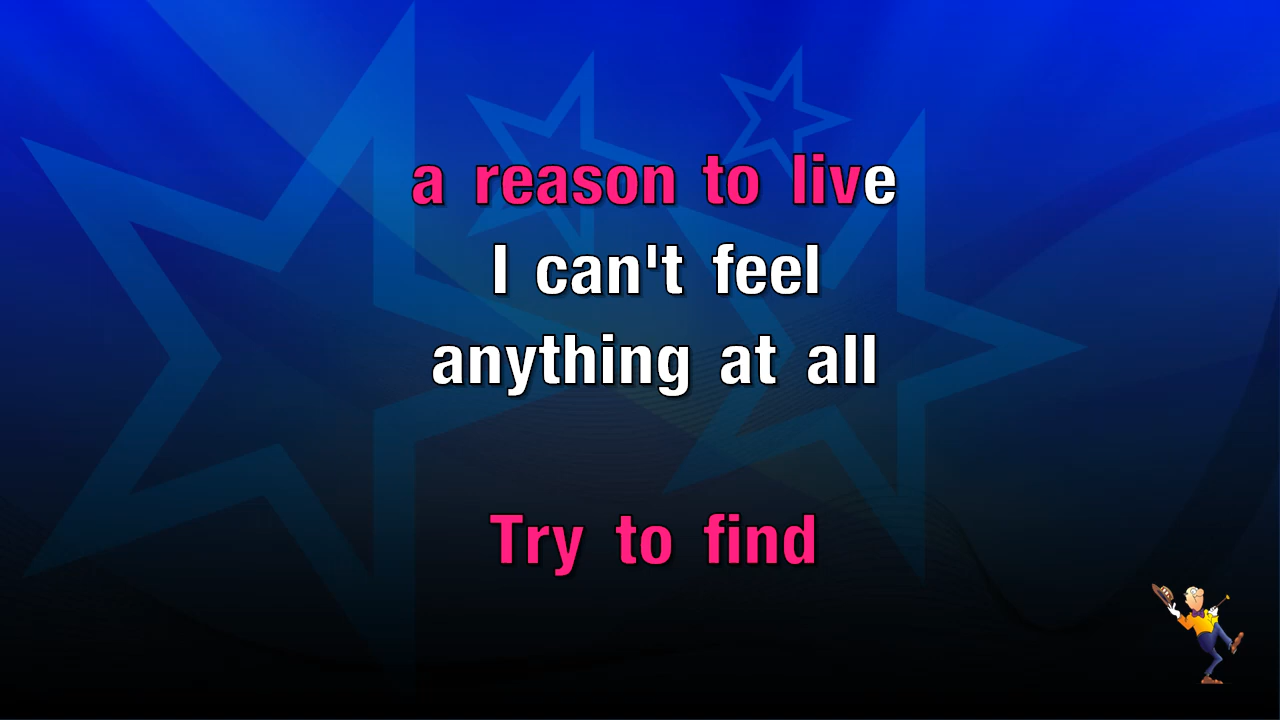 a reason to live
I can't feel
anything at all
Try to find